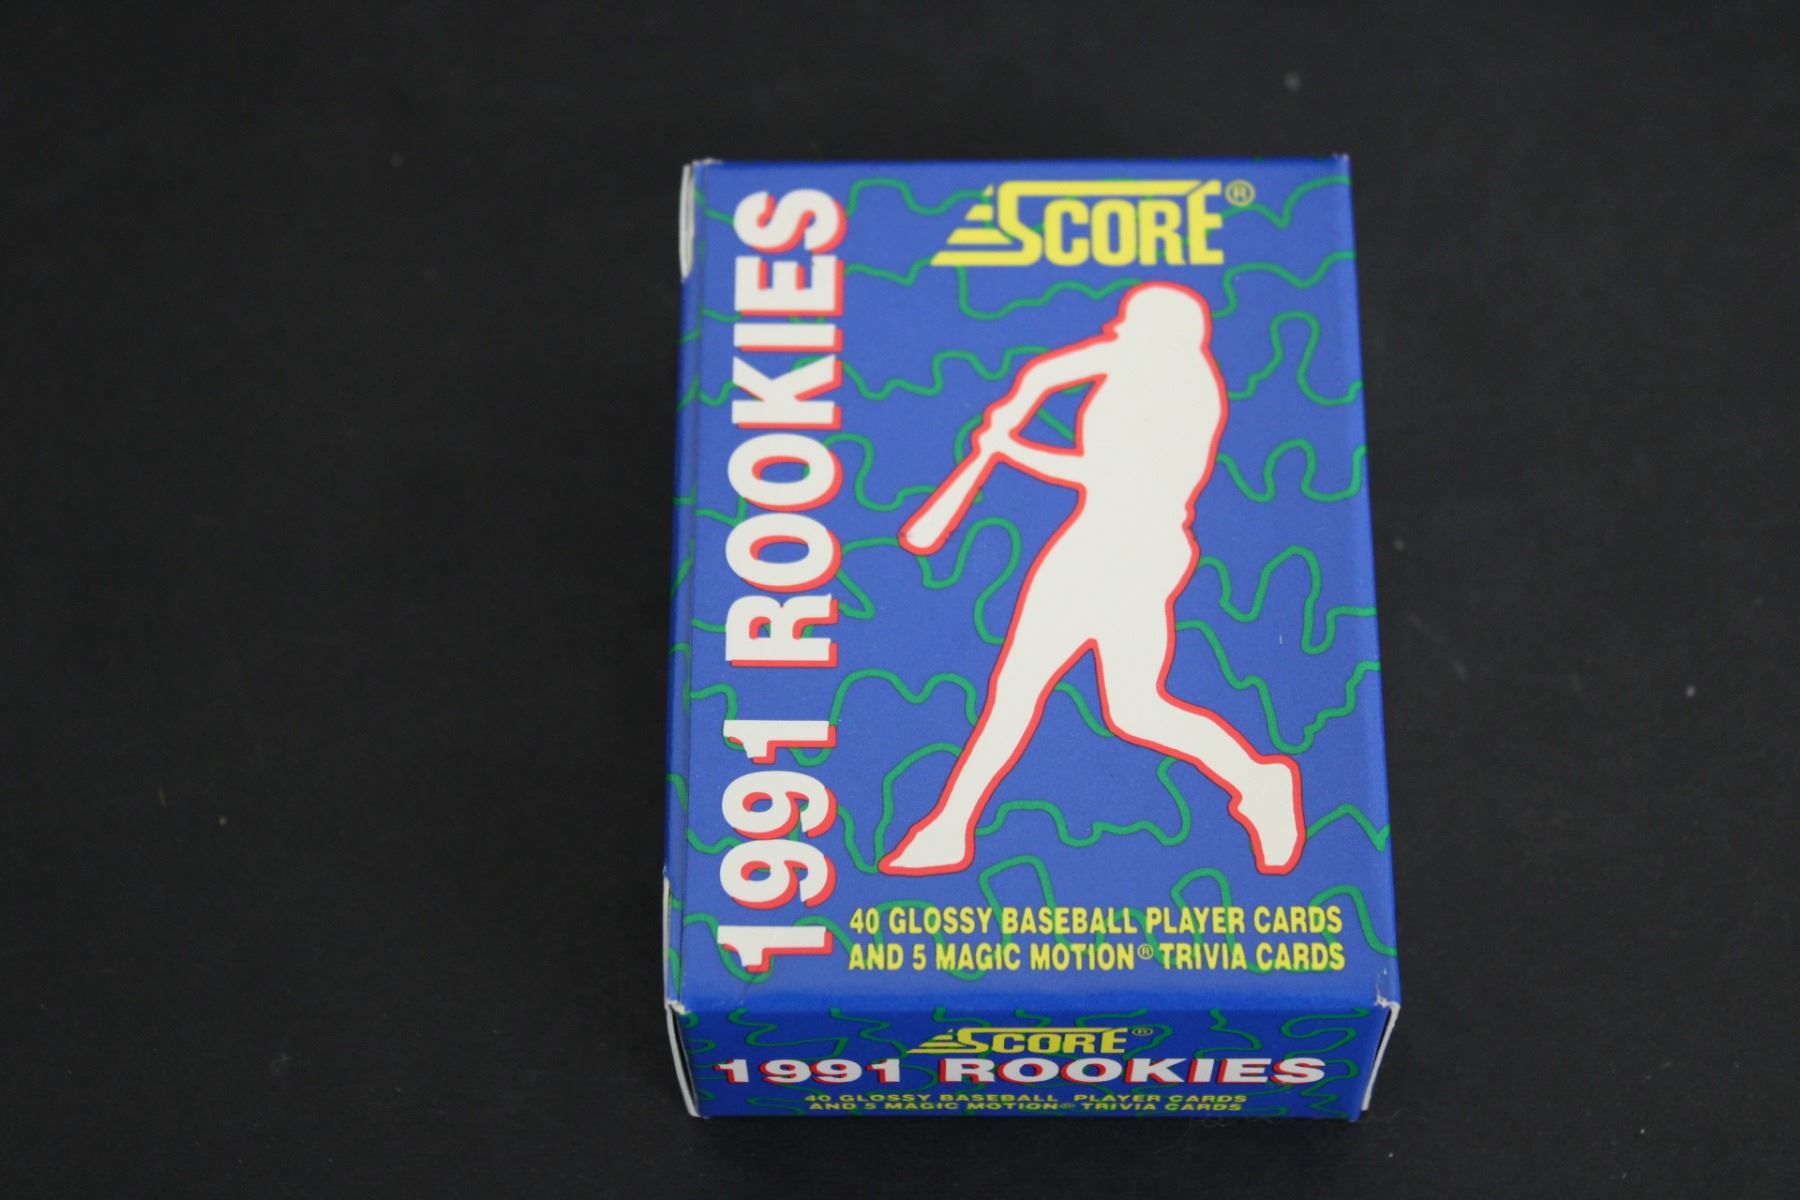 SCORE®
1991 ROOKIES
40 GLOSSY BASEBALL PLAYER CARDS
AND 5 MAGIC MOTION® TRIVIA CARDS
SCORE®
1991 ROOKIES
40 GLOSSY BASEBALL PLAYER CARDS
AND 5 MAGIC MOTION® TRIVIA CARDS